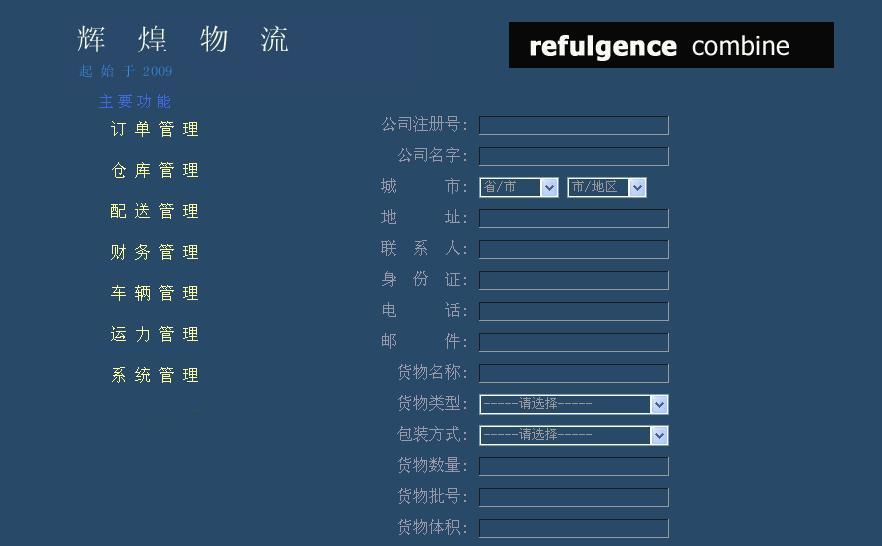 辉煌物流
refulgence combine
起始于2009
主要功能
订单管理
仓库管理
配送管理
财务管理
车辆管理
运力管理
系统管理
公司注册号:
公司名字:
城 市: 省/市 市/地区
地 址:
联 系 人:
身 份 证:
电 话:
邮 件:
货物名称:
货物类型: -----请选择-----
包装方式: -----请选择-----
货物数量:
货物批号:
货物体积: